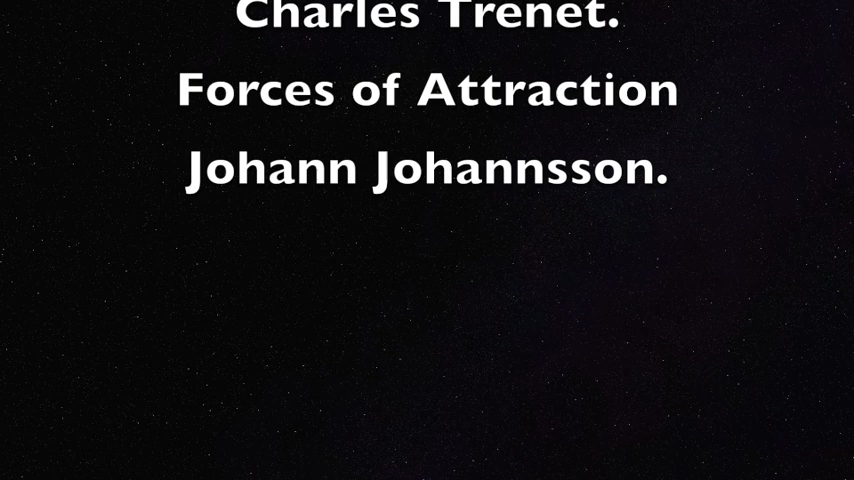 Charles Trenet.
Forces of Attraction
Johann Johannsson.